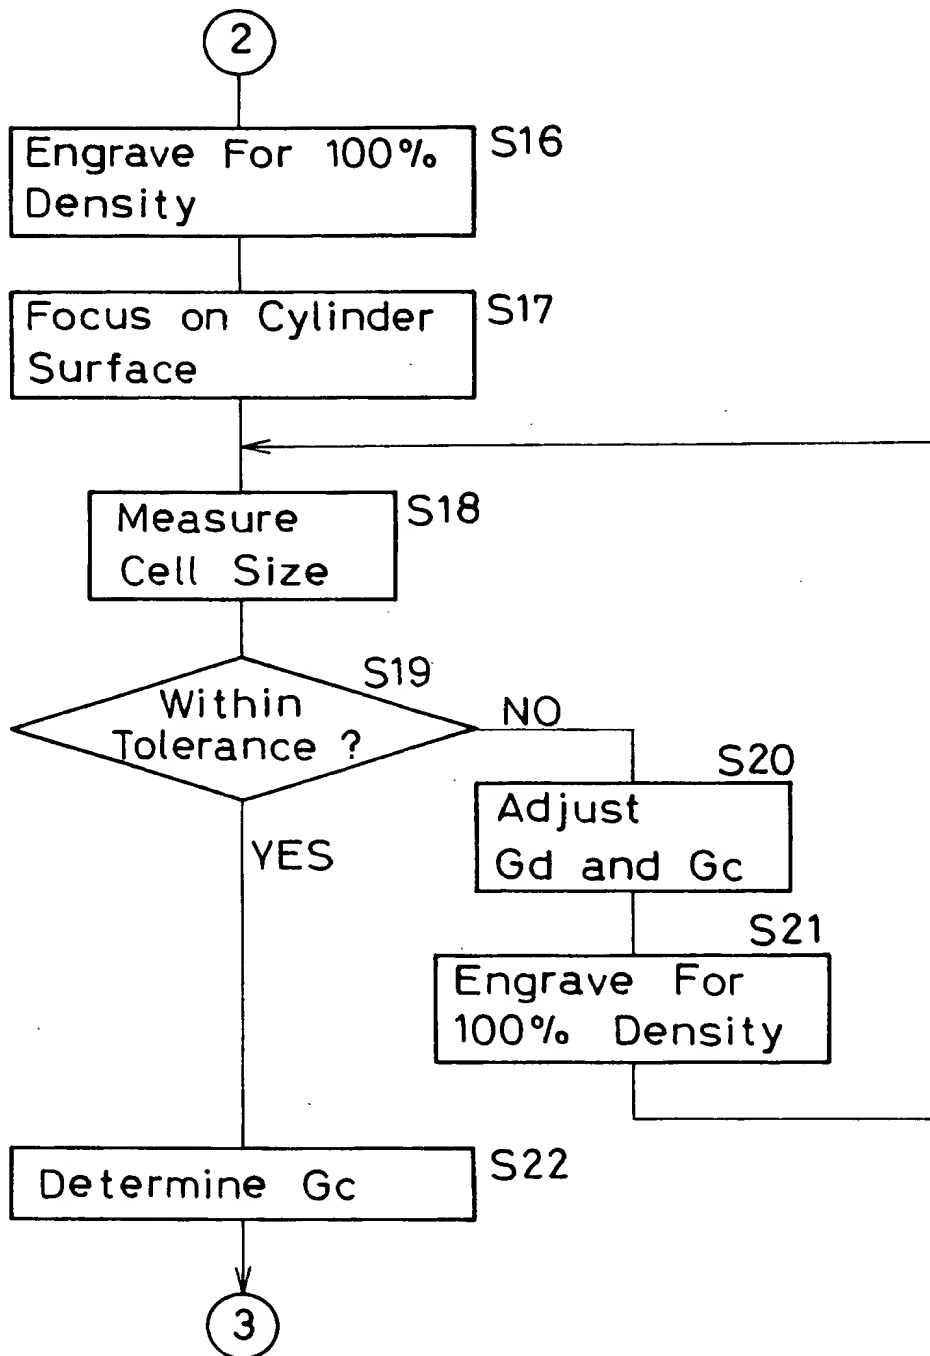 2
Engrave For 100%
Density
S16
Focus on Cylinder
Surface
S17
Measure
Cell Size
S18
S19
Within
Tolerance ?
NO
YES
S20
Adjust
Gd and Gc
S21
Engrave For
100% Density
Determine Gc
S22
3